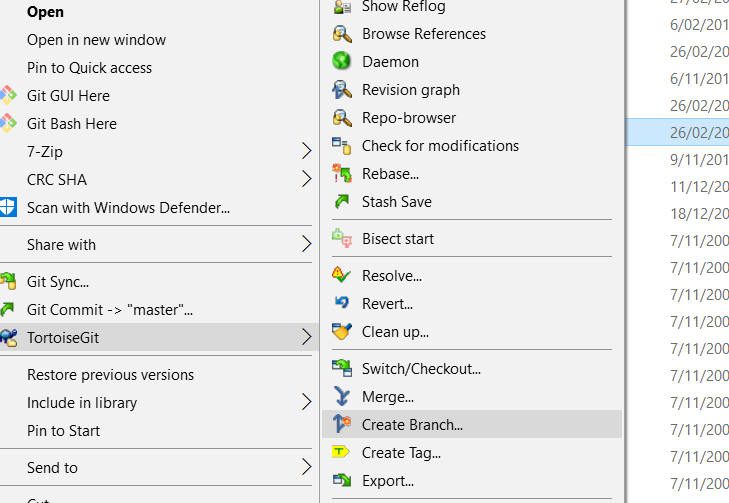 Open
Open in new window
Pin to Quick access
Git GUI Here
Git Bash Here
7-Zip
CRC SHA
Scan with Windows Defender...
Share with
Git Sync...
Git Commit -> "master"...
TortoiseGit
Restore previous versions
Include in library
Pin to Start
Send to
Cut
Show Reflog
Browse References
Daemon
Revision graph
Repo-browser
Check for modifications
Rebase...
Stash Save
Bisect start
Resolve...
Revert...
Clean up...
Switch/Checkout...
Merge...
Create Branch...
Create Tag...
Export...
27/02/20
6/02/201
26/02/20
6/11/201
26/02/20
26/02/20
9/11/201
11/12/20
18/12/20
7/11/200
7/11/200
7/11/200
7/11/200
7/11/200
7/11/200
7/11/200
7/11/200
7/11/200
7/11/200